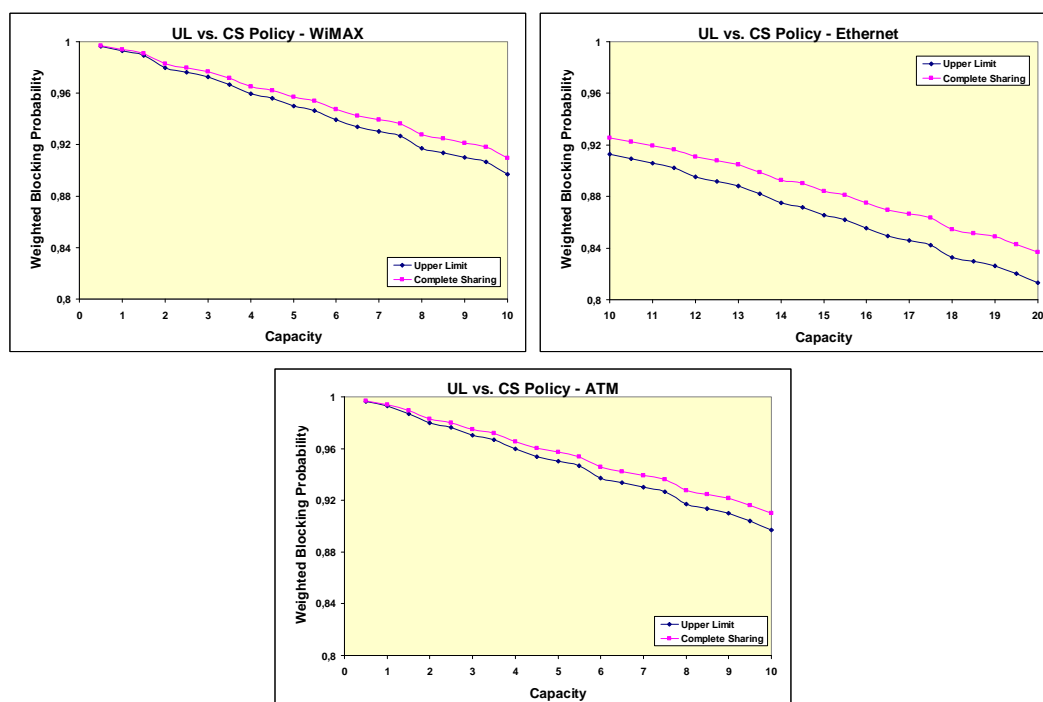 UL vs. CS Policy - WiMAX
Weighted Blocking Probability
1
0,96
0,92
0,88
0,84
0,8
0 1 2 3 4 5 6 7 8 9 10
Capacity
Upper Limit
Complete Sharing
UL vs. CS Policy - Ethernet
Weighted Blocking Probability
1
0,96
0,92
0,88
0,84
0,8
10 11 12 13 14 15 16 17 18 19 20
Capacity
Upper Limit
Complete Sharing
UL vs. CS Policy - ATM
Weighted Blocking Probability
1
0,96
0,92
0,88
0,84
0,8
0 1 2 3 4 5 6 7 8 9 10
Capacity
Upper Limit
Complete Sharing